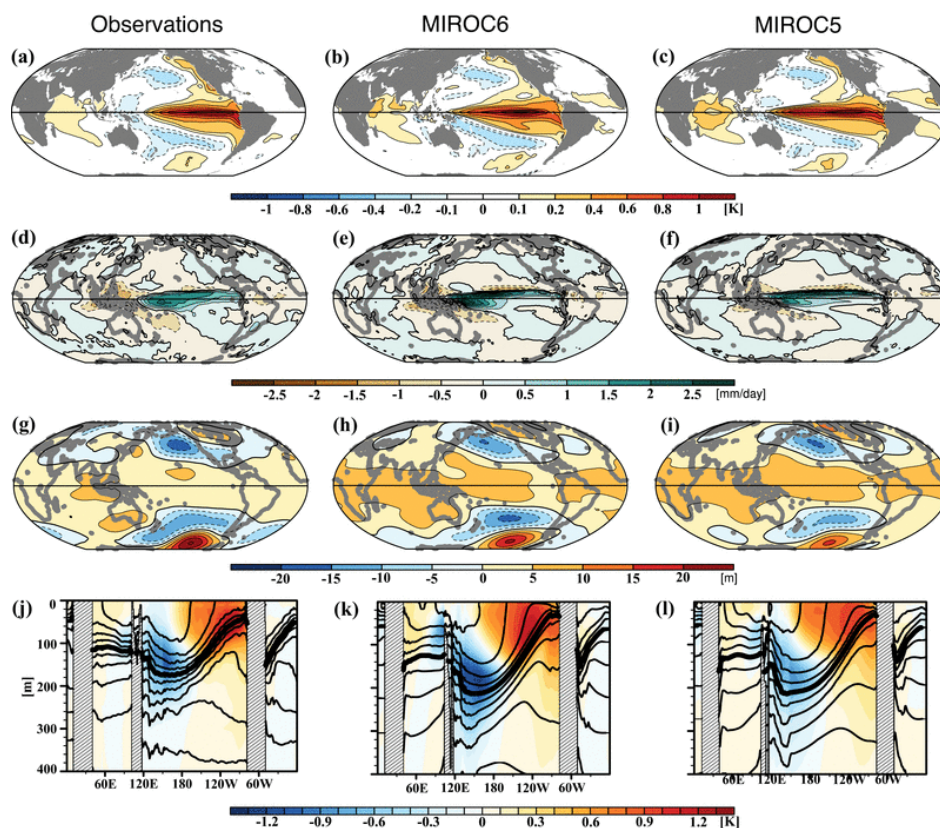 Observations MIROC6 MIROC5
(a) (b) (c)
-1 -0.8 -0.6 -0.4 -0.2 -0.1 0 0.1 0.2 0.4 0.6 0.8 1 [K]
(d) (e) (f)
-2.5 -2 -1.5 -1 -0.5 0 0.5 1 1.5 2 2.5 [mm/day]
(g) (h) (i)
-20 -15 -10 -5 0 5 10 15 20 [m]
(j) (k) (l)
0
100
200
[m]
300
400
60E 120E 180 120W 60W 60E 120E 180 120W 60W 60E 120E 180 120W 60W
-1.2 -0.9 -0.6 -0.3 0 0.3 0.6 0.9 1.2 [K]